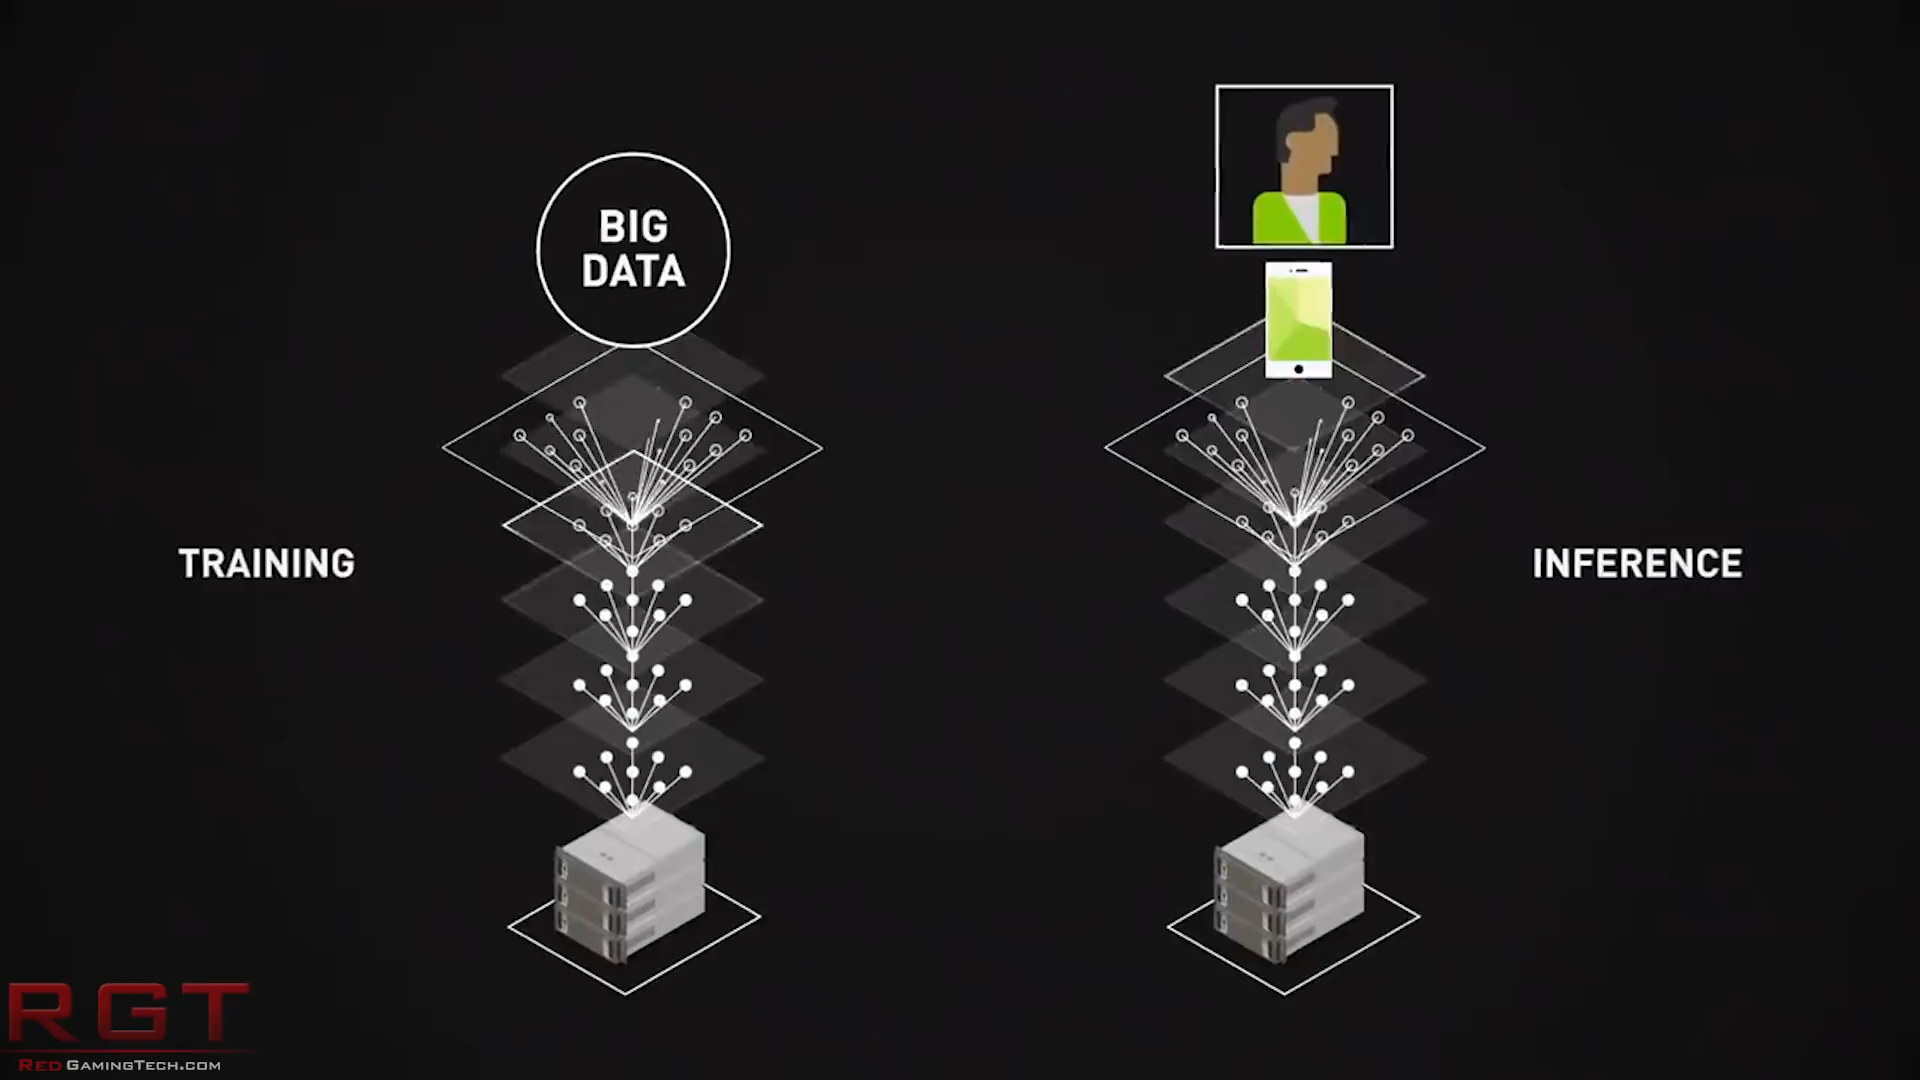 BIG
DATA
TRAINING
INFERENCE
RGT
REDGAMINGTECH.COM